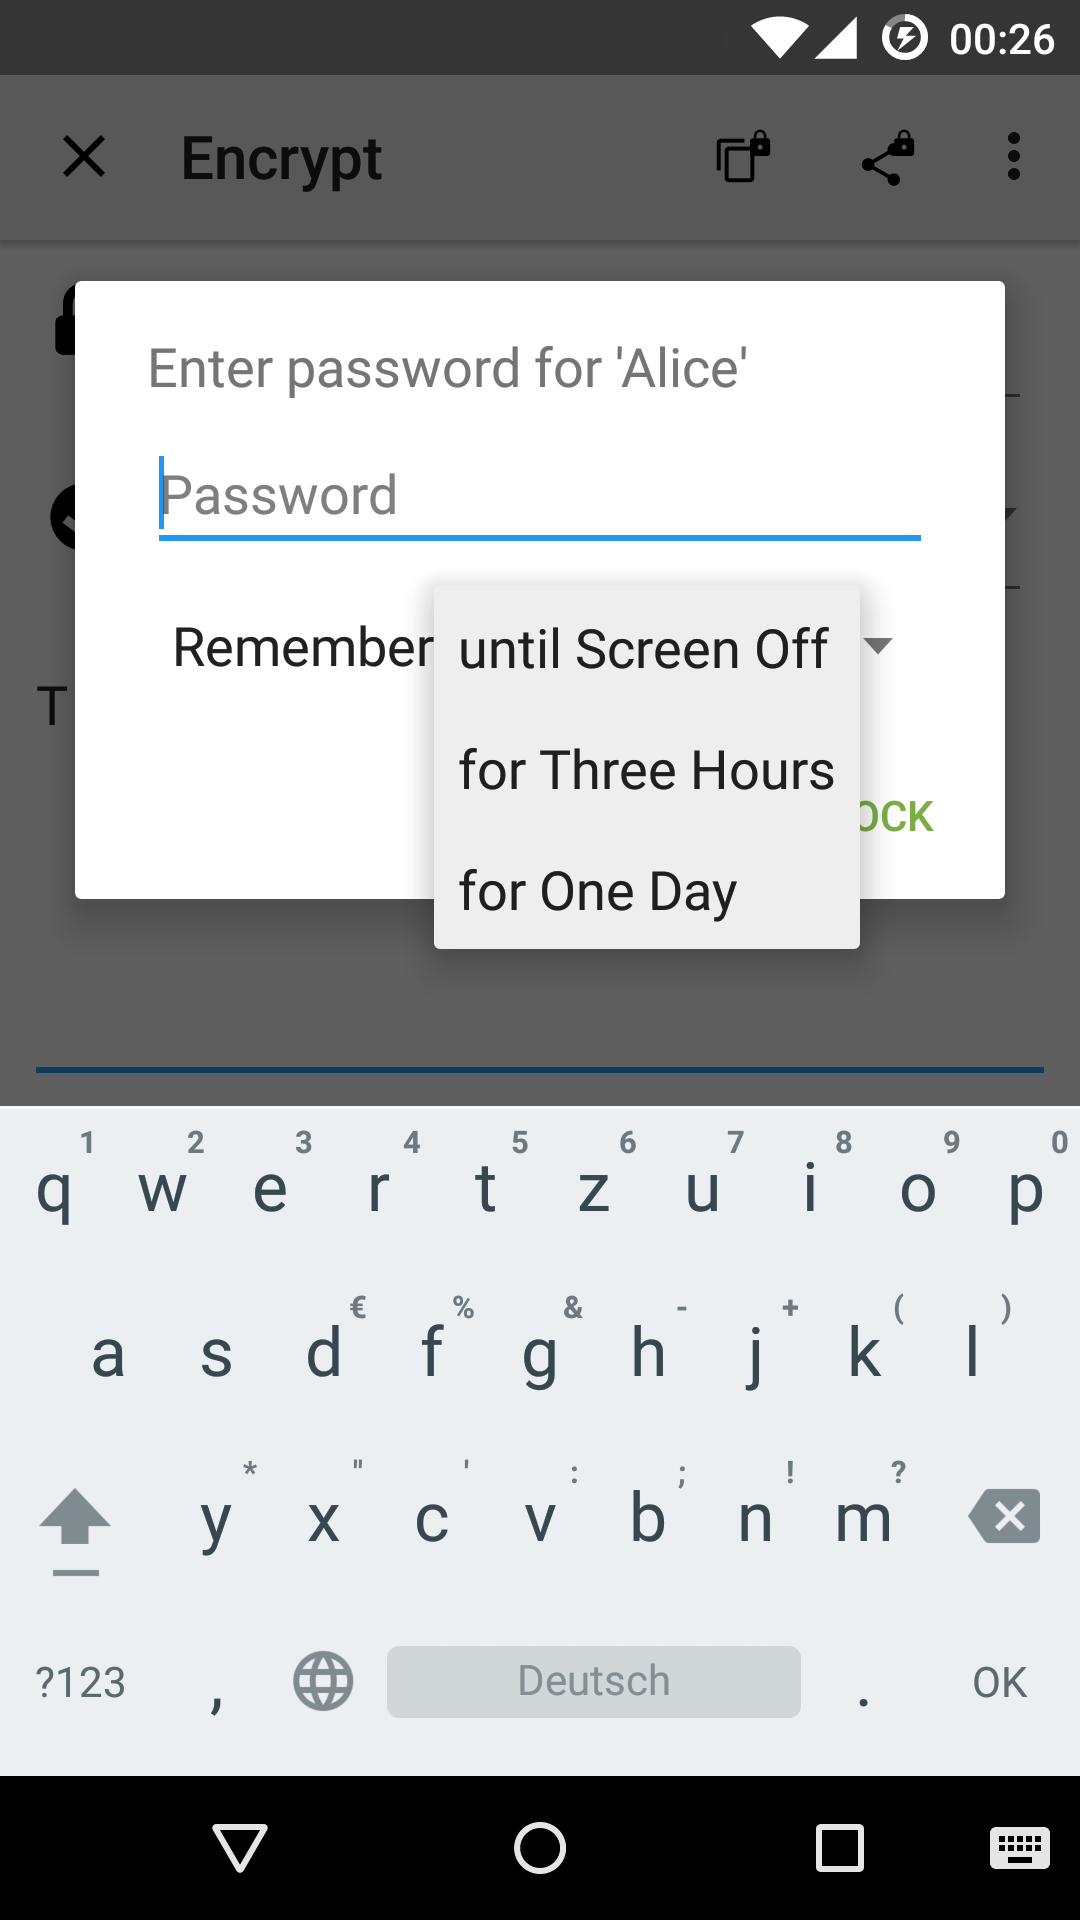 00:26
Encrypt
Enter password for 'Alice'
Password
Remember until Screen Off
T
for Three Hours
OCK
for One Day
1 2 3 4 5 6 7 8 9 0
q w e r t z u i o p
€ % & - + ( )
a s d f g h j k l
* " ' : ; ! ?
y x c v b n m
?123 , Deutsch . OK